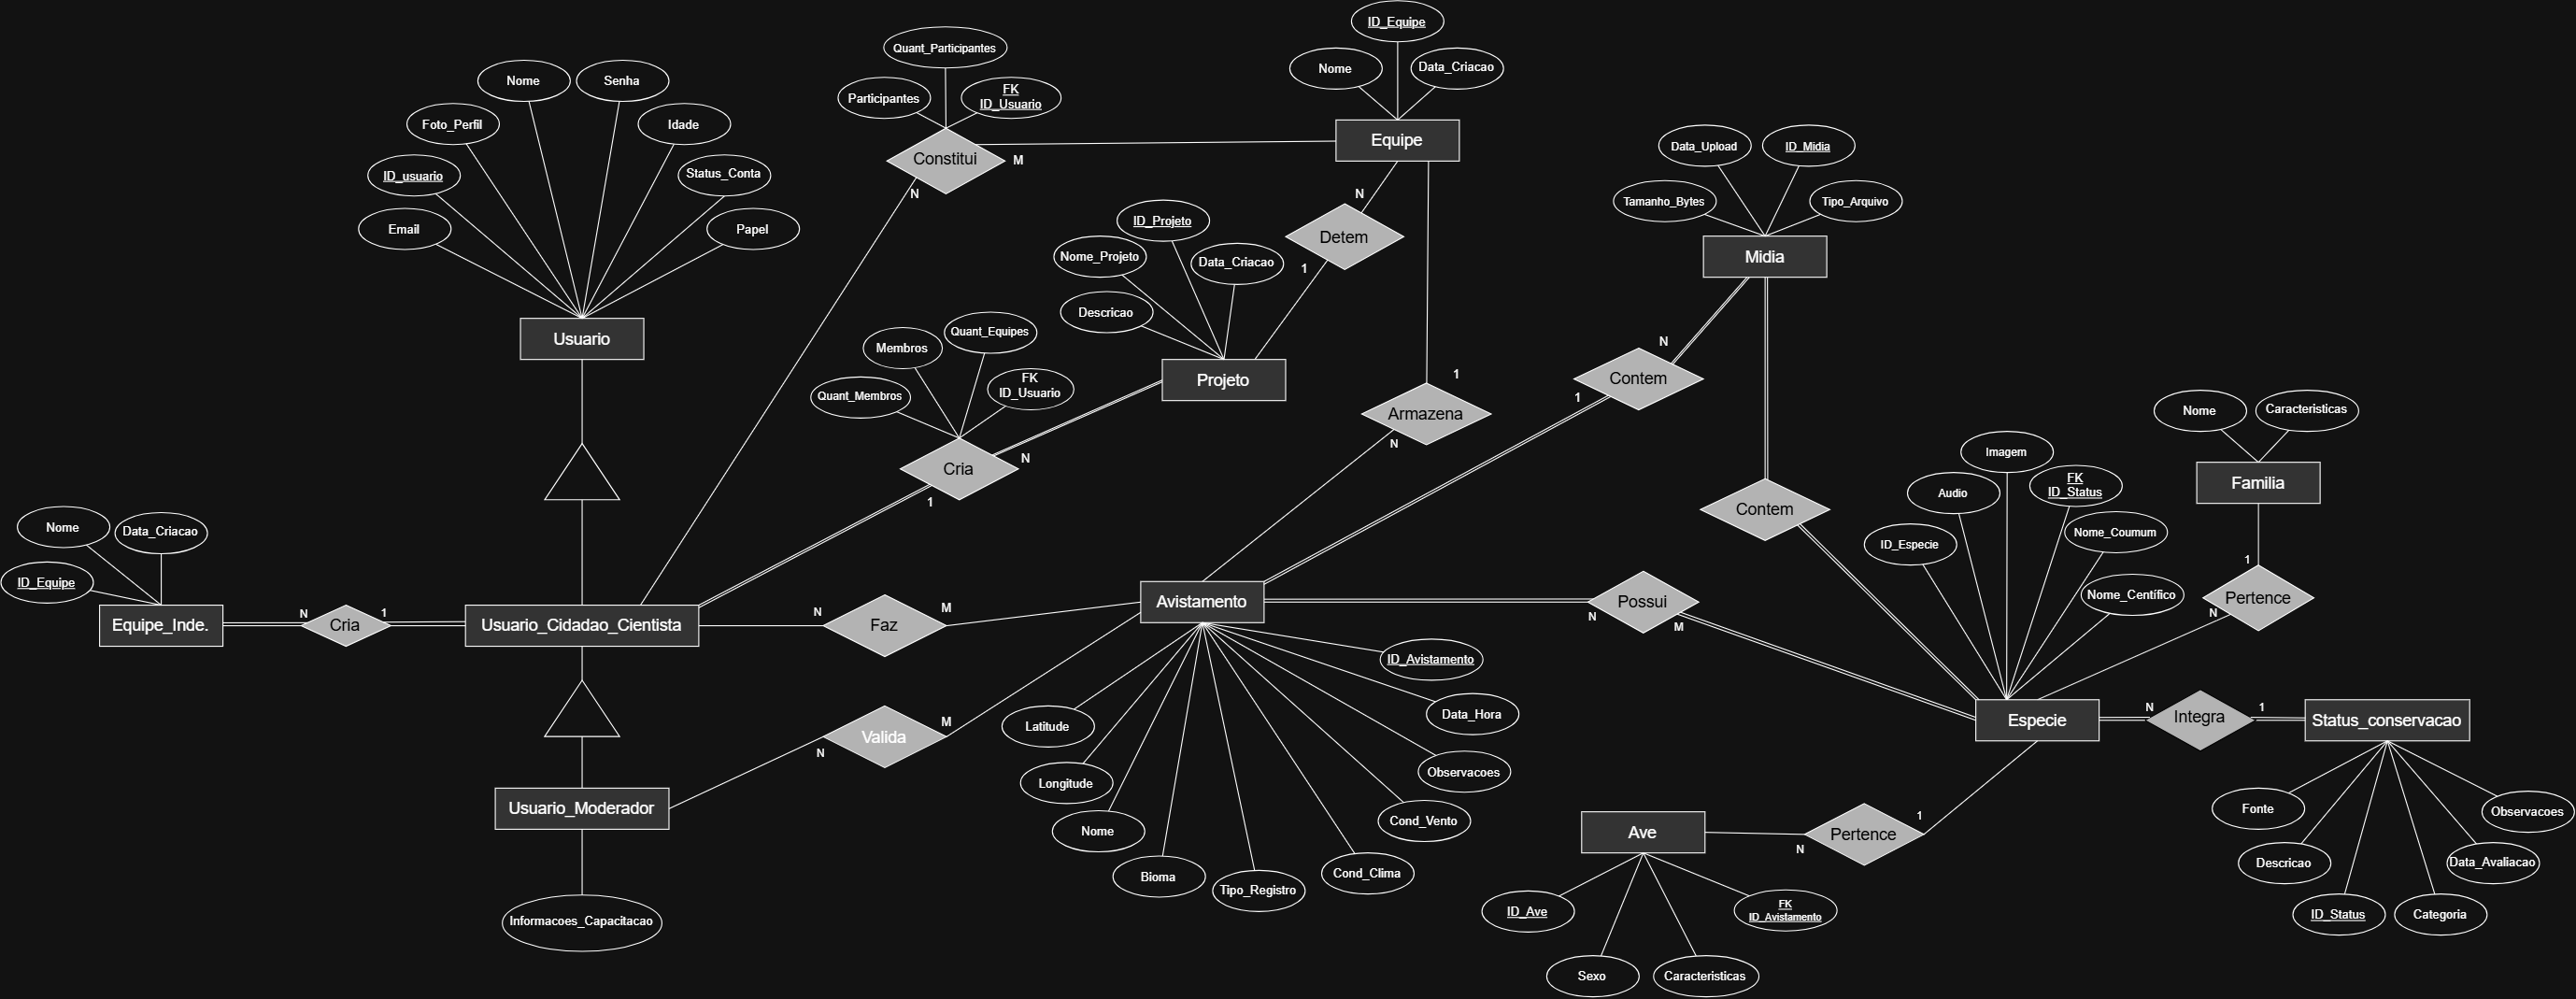 ID_Equipe
Nome
Data_Criacao
Equipe
Quant_Participantes
Participantes
FK
ID_Usuario
Constitui
M
N
Nome
Senha
Foto_Perfil
Idade
ID_usuario
Status_Conta
Email
Papel
Usuario
N
Detem
1
ID_Projeto
Nome_Projeto
Data_Criacao
Descricao
Projeto
Data_Upload
ID_Midia
Tamanho_Bytes
Tipo_Arquivo
Midia
Quant_Equipes
Membros
FK
ID_Usuario
Quant_Membros
Cria
N
1
1
Armazena
N
N
Contem
1
Contem
Nome
Caracteristicas
Familia
1
Pertence
N
Imagem
Audio
FK
ID_Status
ID_Especie
Nome_Coumum
Nome_Centífico
Nome
Data_Criacao
ID_Equipe
Equipe_Inde.
N
Cria
1
Usuario_Cidadao_Cientista
N
Faz
M
Avistamento
N
Possui
M
Especie
N
Integra
1
Status_conservacao
M
Valida
N
Usuario_Moderador
Informacoes_Capacitacao
ID_Avistamento
Latitude
Data_Hora
Longitude
Observacoes
Nome
Cond_Vento
Bioma
Tipo_Registro
Cond_Clima
Ave
N
Pertence
1
ID_Ave
FK
ID_Avistamento
Sexo
Caracteristicas
Fonte
Observacoes
Descricao
Data_Avaliacao
ID_Status
Categoria